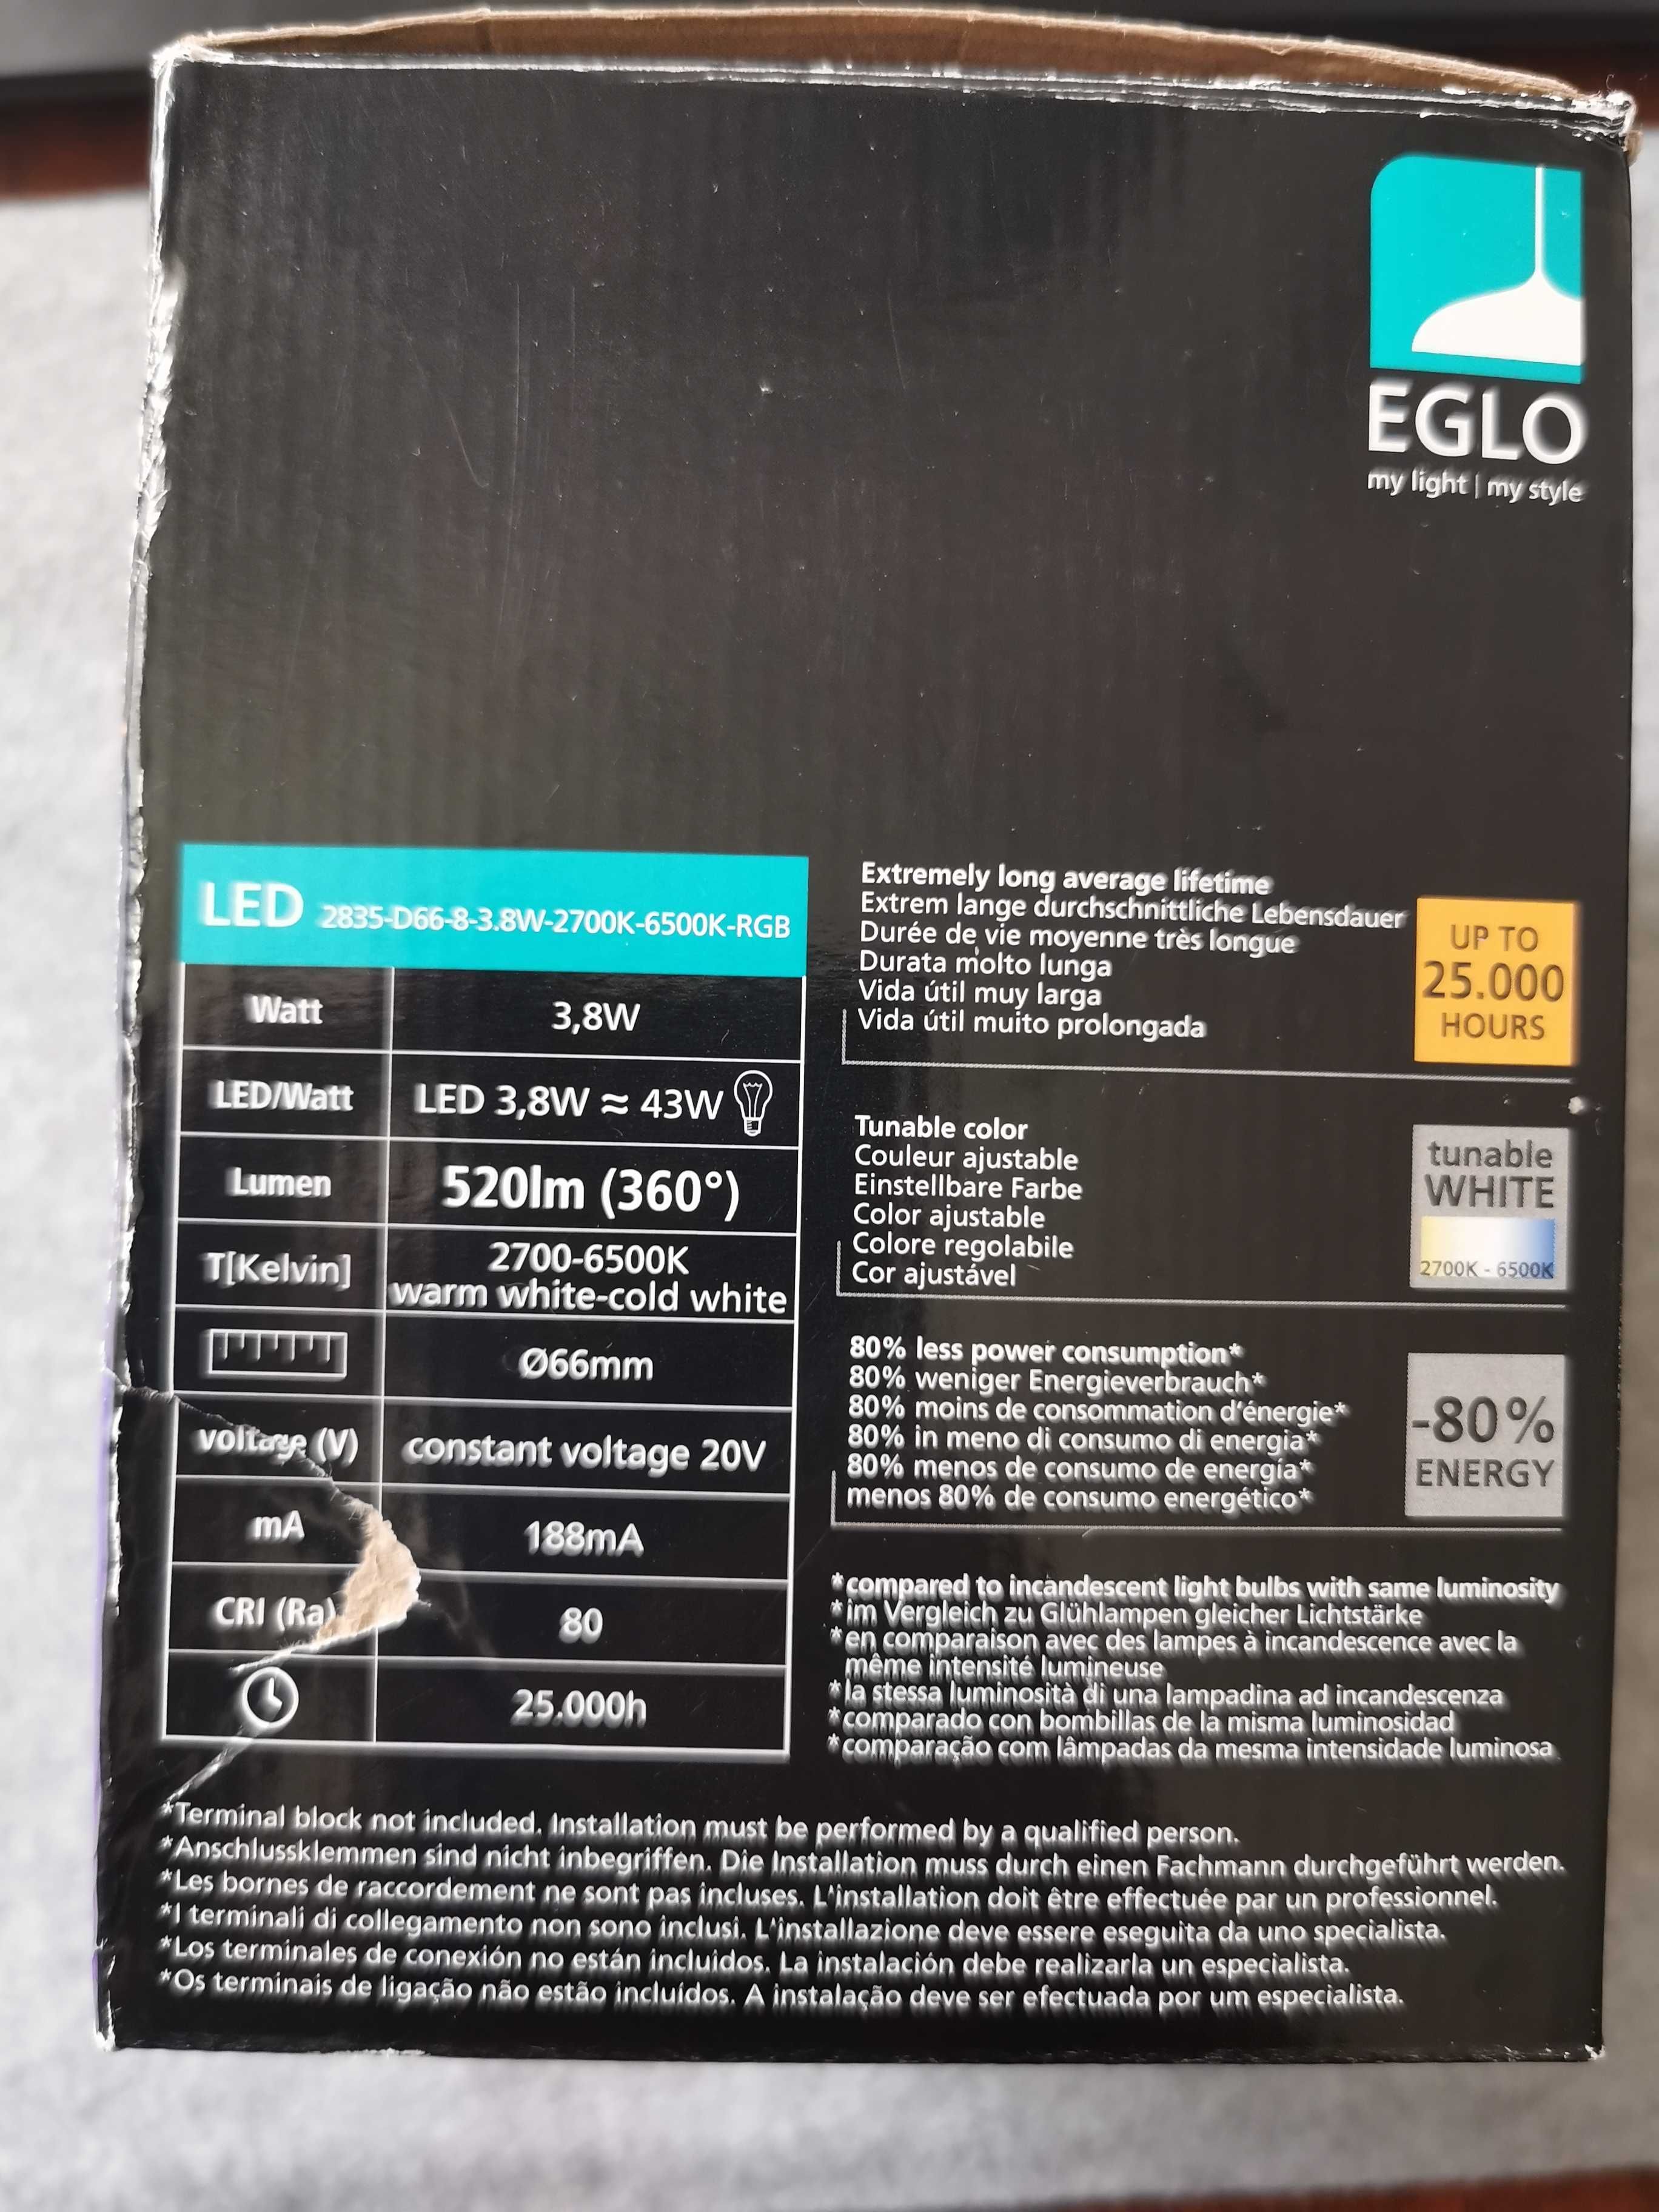 EGLO
my light | my style
LED 2835-D66-8-3.8W-2700K-6500K-RGB
Watt 3,8W
LED/Watt LED 3,8W ≈ 43W
Lumen 520lm (360°)
T[Kelvin] 2700-6500K
warm white-cold white
Ø66mm
voltage (V) constant voltage 20V
mA 188mA
CRI (Ra) 80
25.000h
Extremely long average lifetime
Extrem lange durchschnittliche Lebensdauer
Durée de vie moyenne très longue
Durata molto lunga
Vida útil muy larga
Vida útil muito prolongada
UP TO
25.000
HOURS
Tunable color
Couleur ajustable
Einstellbare Farbe
Color ajustable
Colore regolabile
Cor ajustável
tunable
WHITE
2700K - 6500K
80% less power consumption*
80% weniger Energieverbrauch*
80% moins de consommation d'énergie*
80% in meno di consumo di energia*
80% menos de consumo de energía*
menos 80% de consumo energético*
-80%
ENERGY
*compared to incandescent light bulbs with same luminosity
*im Vergleich zu Glühlampen gleicher Lichtstärke
*en comparaison avec des lampes à incandescence avec la
même intensité lumineuse
*la stessa luminosità di una lampadina ad incandescenza
*comparado con bombillas de la misma luminosidad
*comparação com lâmpadas da mesma intensidade luminosa
*Terminal block not included. Installation must be performed by a qualified person.
*Anschlussklemmen sind nicht inbegriffen. Die Installation muss durch einen Fachmann durchgeführt werden.
*Les bornes de raccordement ne sont pas incluses. L'installation doit être effectuée par un professionnel.
*I terminali di collegamento non sono inclusi. L'installazione deve essere eseguita da uno specialista.
*Los terminales de conexión no están incluidos. La instalación debe realizarla un especialista.
*Os terminais de ligação não estão incluídos. A instalação deve ser efectuada por um especialista.